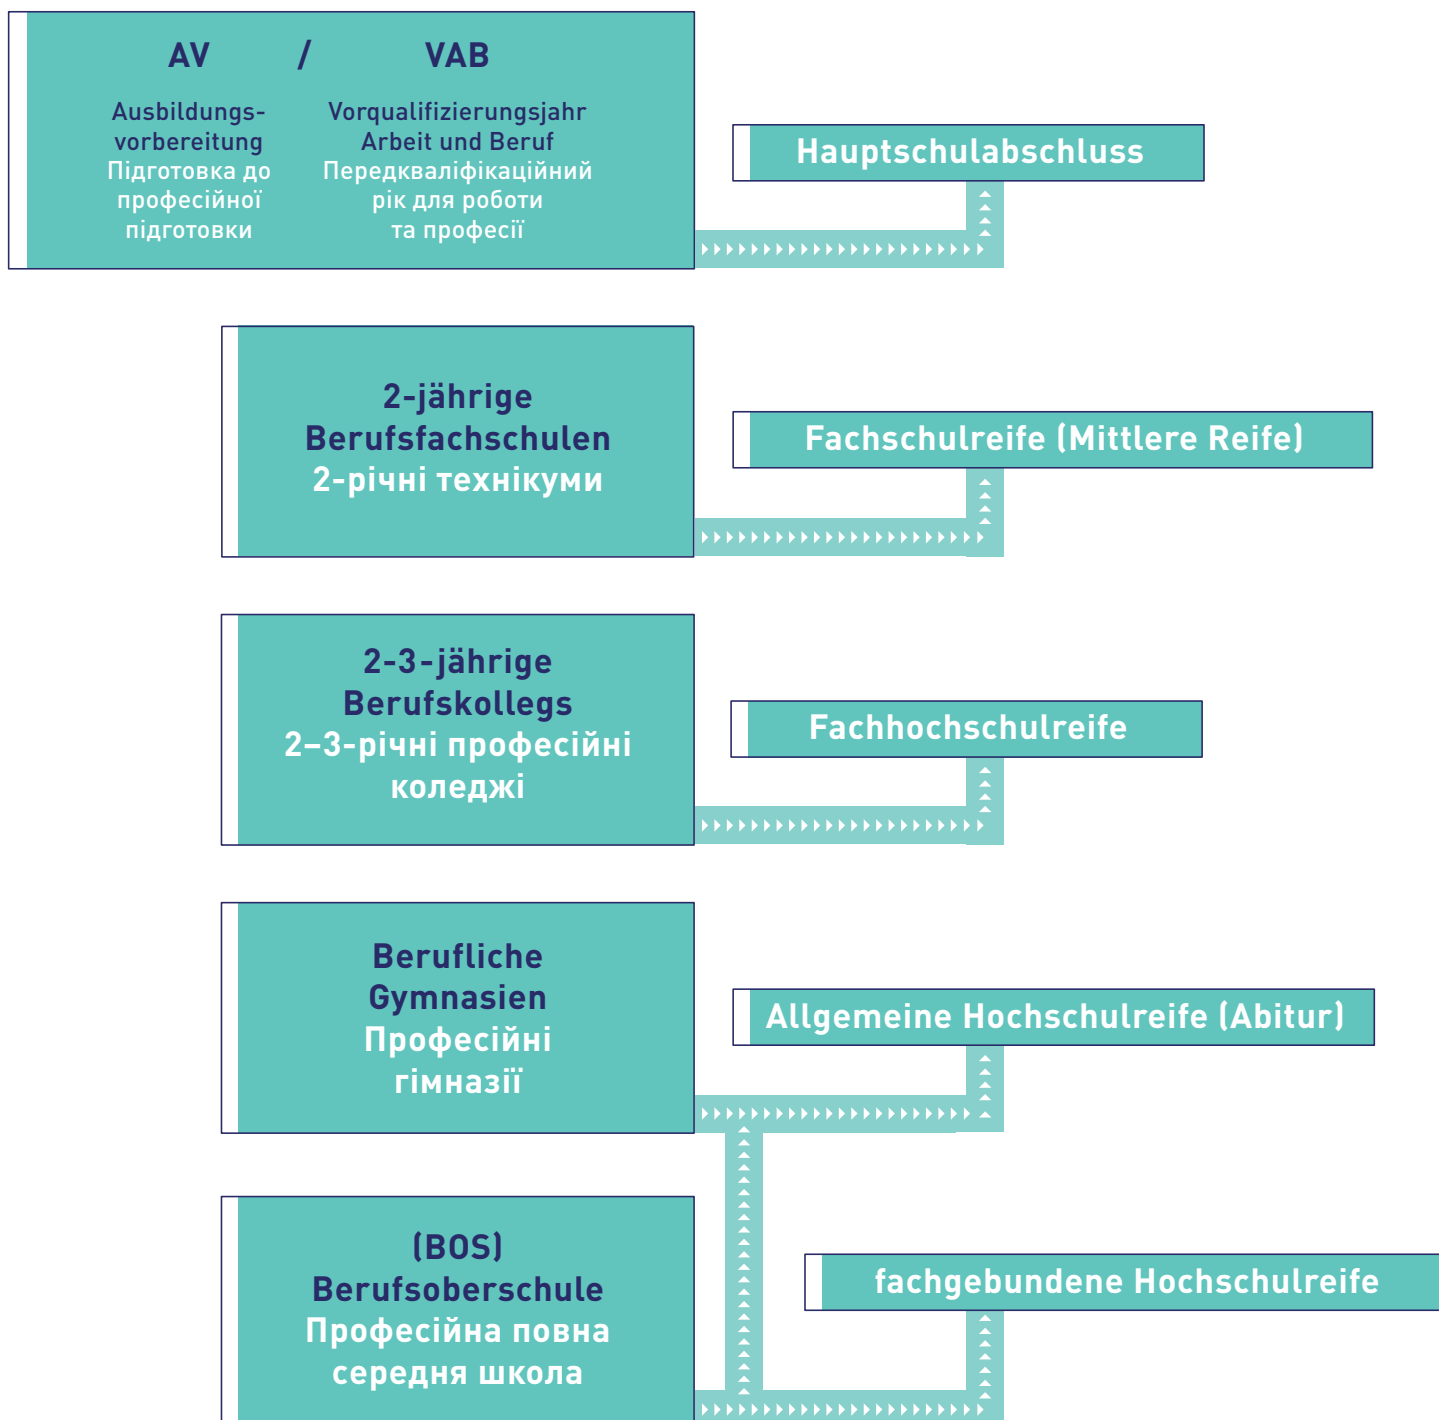 AV / VAB
Ausbildungs-
vorbereitung
Підготовка до
професійної
підготовки
Vorqualifizierungsjahr
Arbeit und Beruf
Передкваліфікаційний
рік для роботи
та професії
Hauptschulabschluss
2-jährige
Berufsfachschulen
2-річні технікуми
Fachschulreife (Mittlere Reife)
2-3-jährige
Berufskollegs
2–3-річні професійні
коледжі
Fachhochschulreife
Berufliche
Gymnasien
Професійні
гімназії
Allgemeine Hochschulreife (Abitur)
(BOS)
Berufsoberschule
Професійна повна
середня школа
fachgebundene Hochschulreife